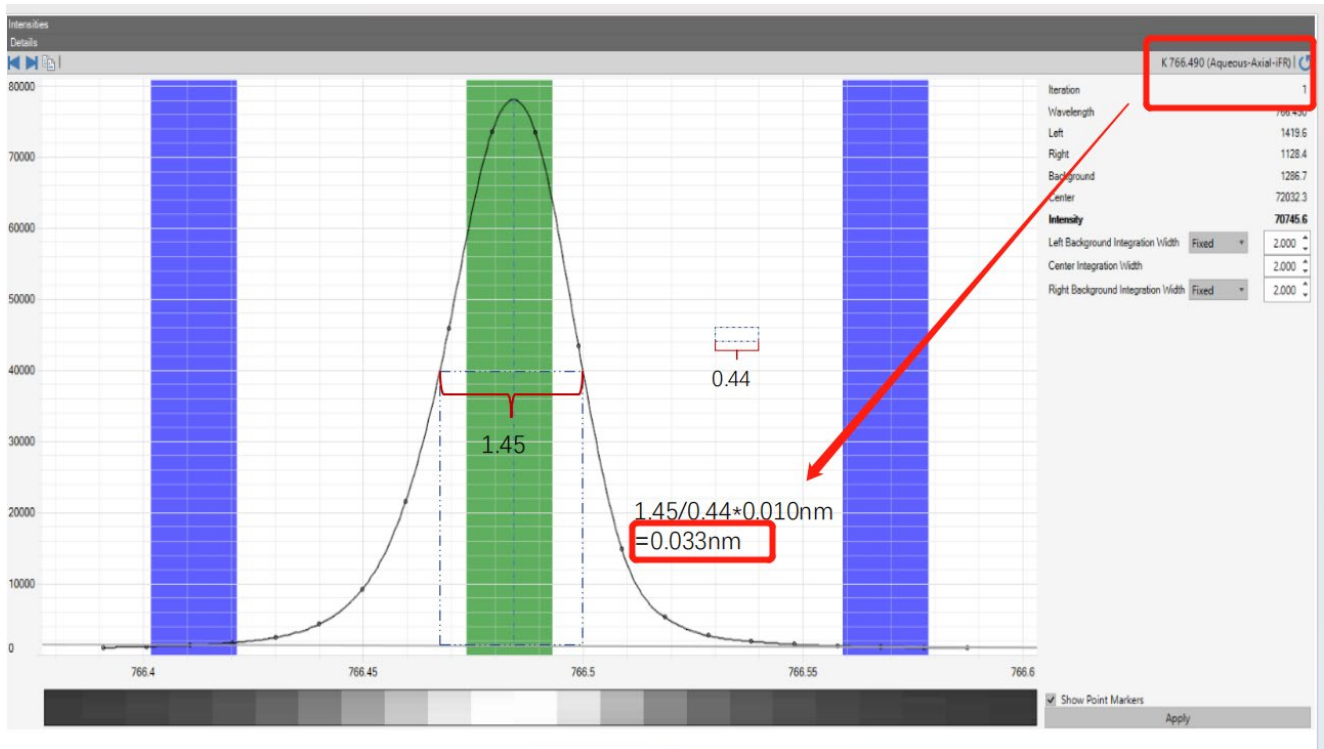 Intensities
Details
K 766.490 (Aqueous-Axial-iFR)
Iteration 1
Wavelength 766.490
Left 1419.6
Right 1128.4
Background 1286.7
Center 72032.3
Intensity 70745.6
Left Background Integration Width Fixed 2.000
Center Integration Width 2.000
Right Background Integration Width Fixed 2.000
80000
70000
60000
50000
40000
30000
20000
10000
0
0.44
1.45
1.45/0.44*0.010nm
=0.033nm
766.4 766.45 766.5 766.55 766.6
Show Point Markers
Apply